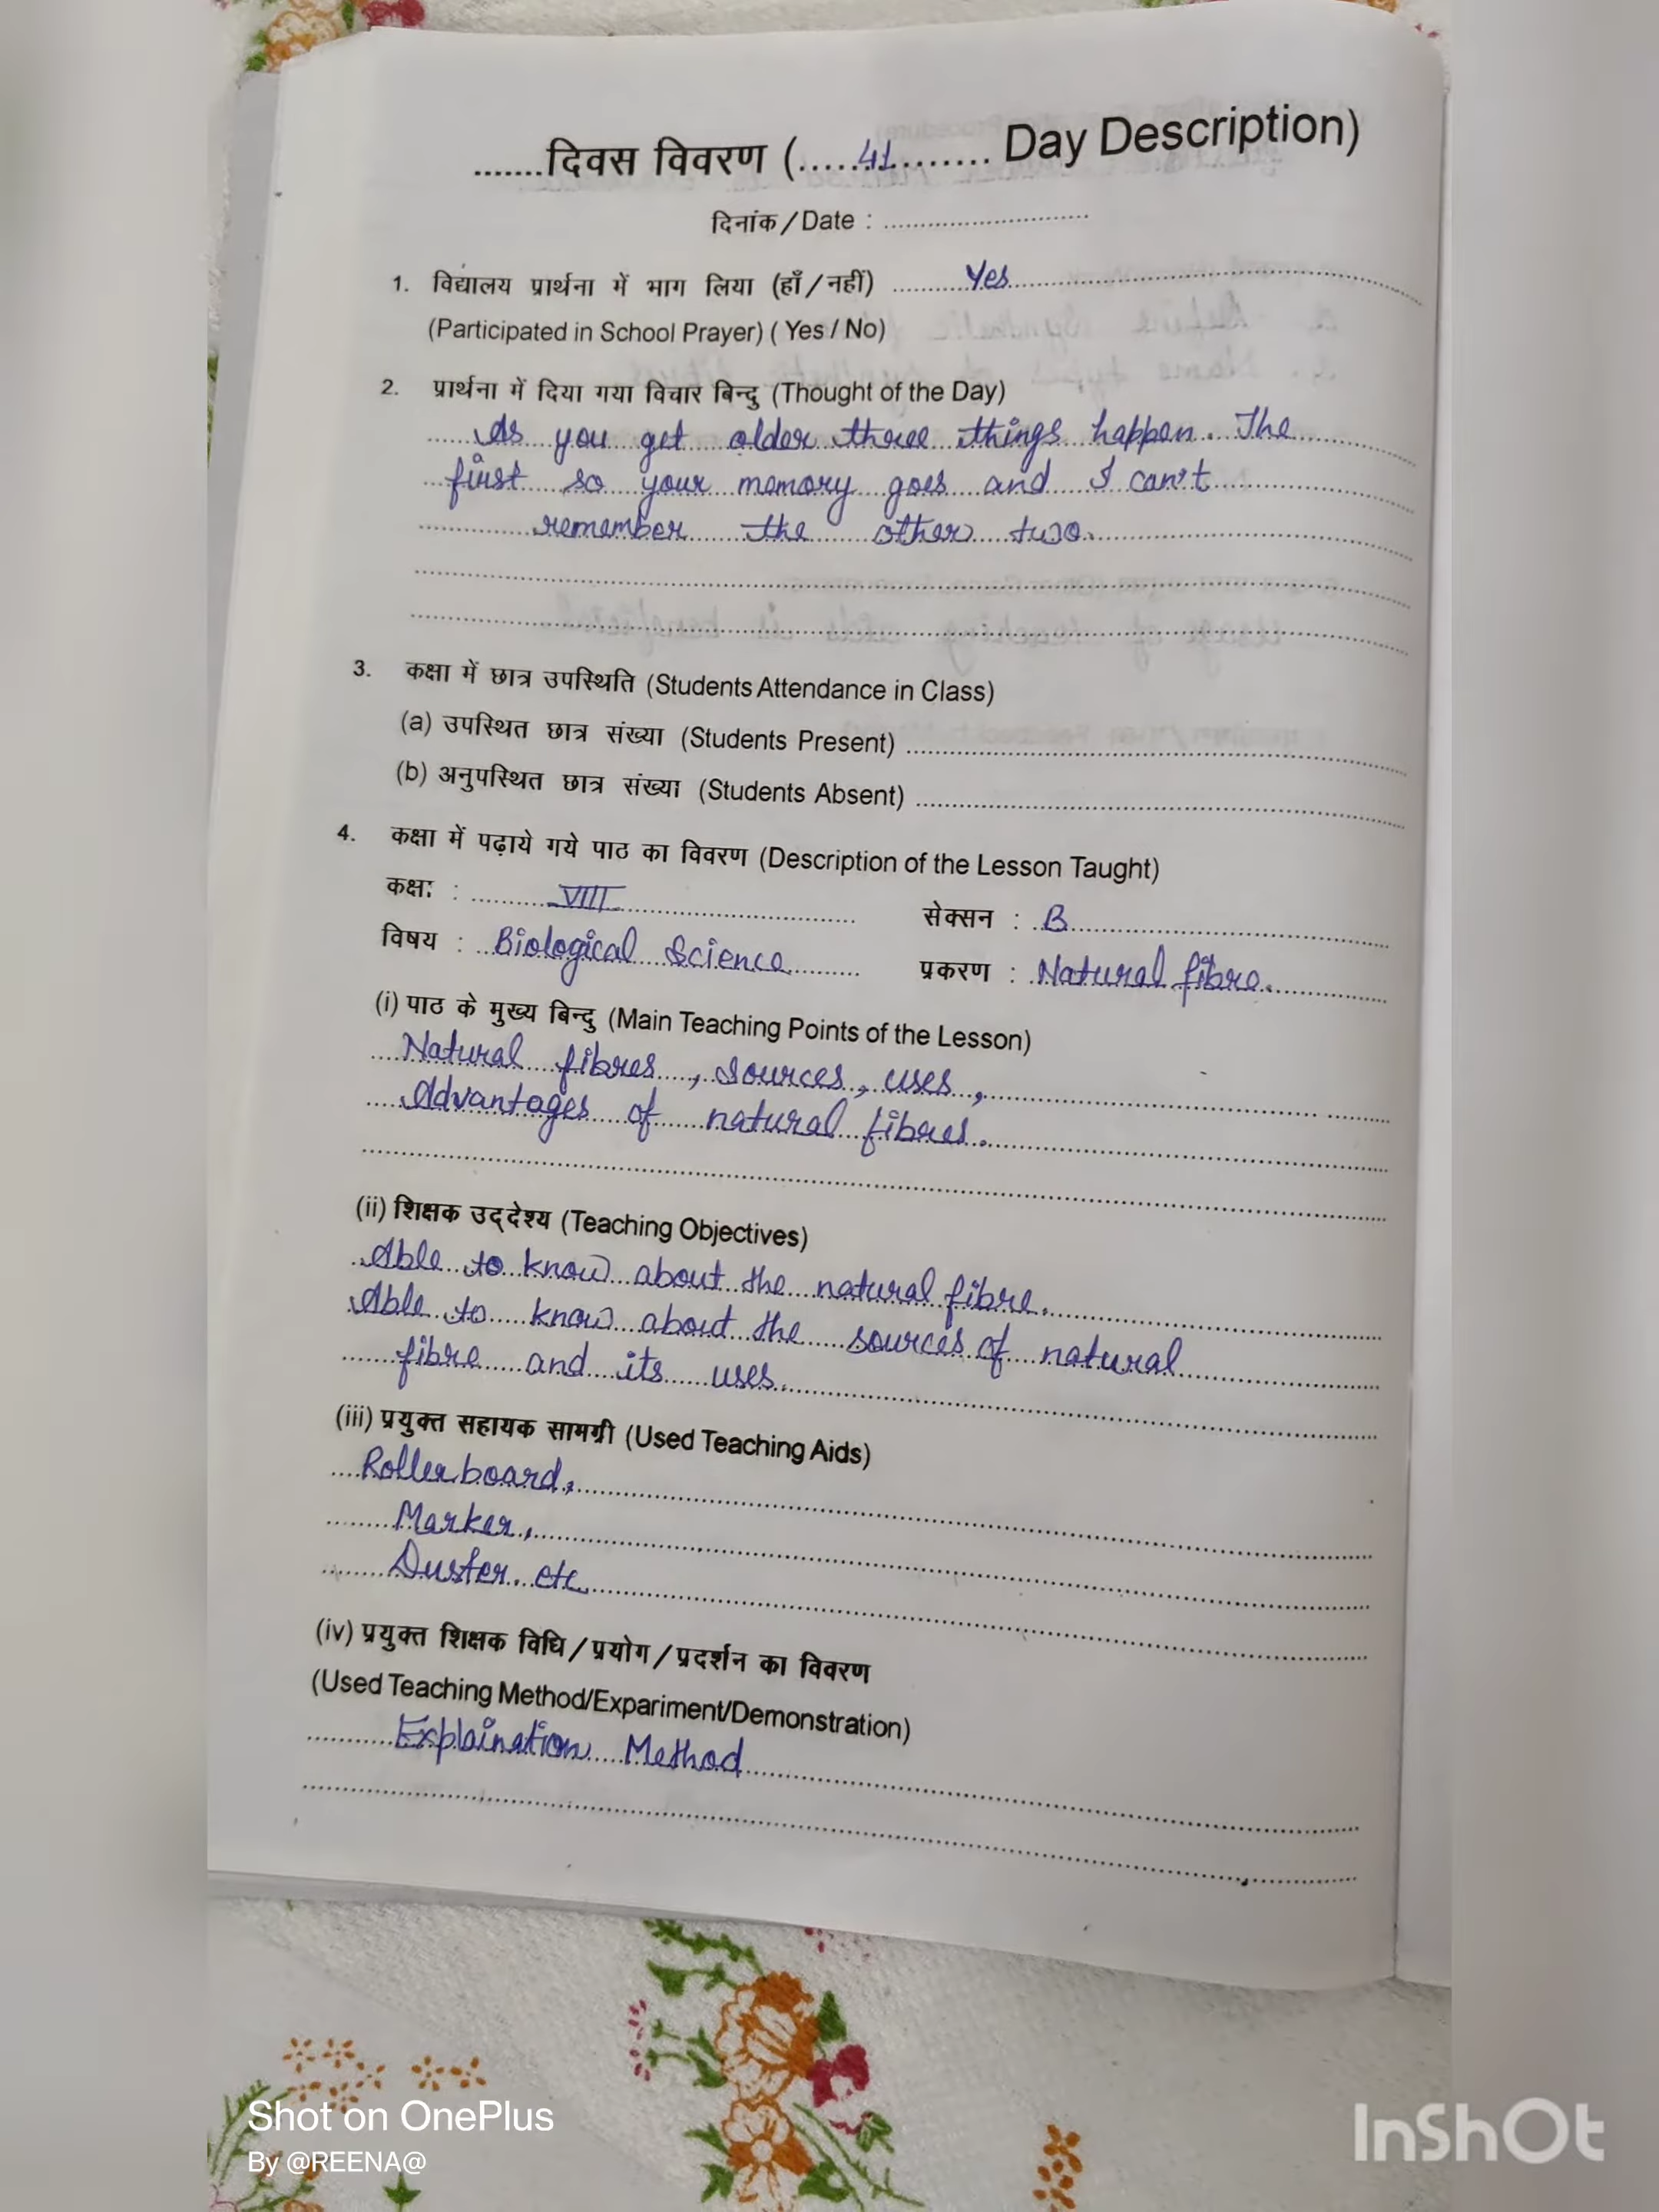 .......दिवस विवरण (.....41........ Day Description)
दिनांक/Date : ..............................
1. विद्यालय प्रार्थना में भाग लिया (हाँ/नहीं) ..........Yes..........
(Participated in School Prayer) ( Yes / No)
2. प्रार्थना में दिया गया विचार बिन्दु (Thought of the Day)
As you get older three things happen. The
first so your memory goes and I can't
remember the other two.
3. कक्षा में छात्र उपस्थिति (Students Attendance in Class)
(a) उपस्थित छात्र संख्या (Students Present) ..............................
(b) अनुपस्थित छात्र संख्या (Students Absent) ..............................
4. कक्षा में पढ़ाये गये पाठ का विवरण (Description of the Lesson Taught)
कक्षा : VIII सेक्सन : B
विषय : Biological Science प्रकरण : Natural fibre.
(i) पाठ के मुख्य बिन्दु (Main Teaching Points of the Lesson)
Natural fibres, sources, uses,
Advantages of natural fibres.
(ii) शिक्षक उद्देश्य (Teaching Objectives)
Able to know about the natural fibre.
Able to know about the sources of natural
fibre and its uses.
(iii) प्रयुक्त सहायक सामग्री (Used Teaching Aids)
Roller board,
Marker,
Duster. etc.
(iv) प्रयुक्त शिक्षक विधि/प्रयोग/प्रदर्शन का विवरण
(Used Teaching Method/Expariment/Demonstration)
Explaination Method
Shot on OnePlus
By @REENA@
InShOt